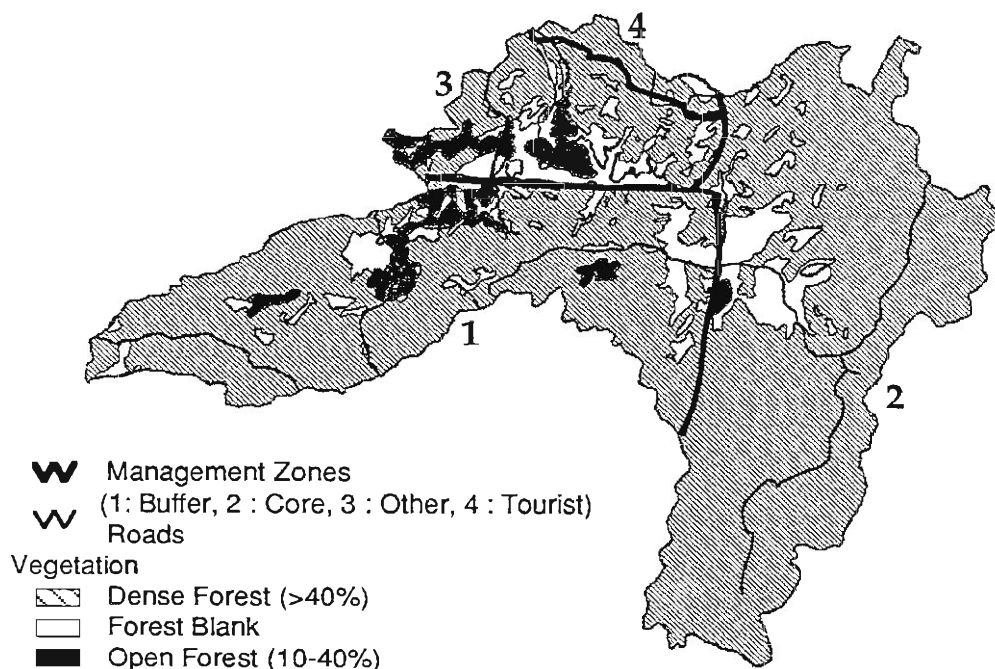 4
3
1
2
Management Zones
(1: Buffer, 2 : Core, 3 : Other, 4 : Tourist)
Roads
Vegetation
Dense Forest (>40%)
Forest Blank
Open Forest (10-40%)